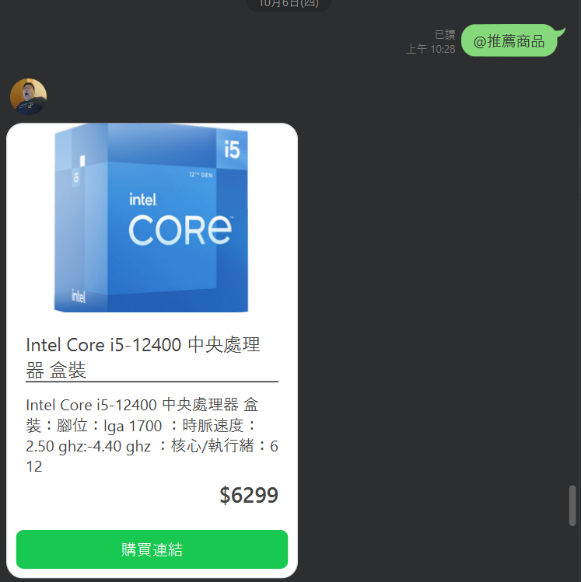 10月6日(四)
已讀
上午 10:28
@推薦商品
i5
12TH GEN
i5
intel
CORE
intel
Intel Core i5-12400 中央處理
器 盒裝
Intel Core i5-12400 中央處理器 盒
裝：腳位：lga 1700 ：時脈速度：
2.50 ghz:-4.40 ghz ：核心/執行緒：6
12
$6299
購買連結